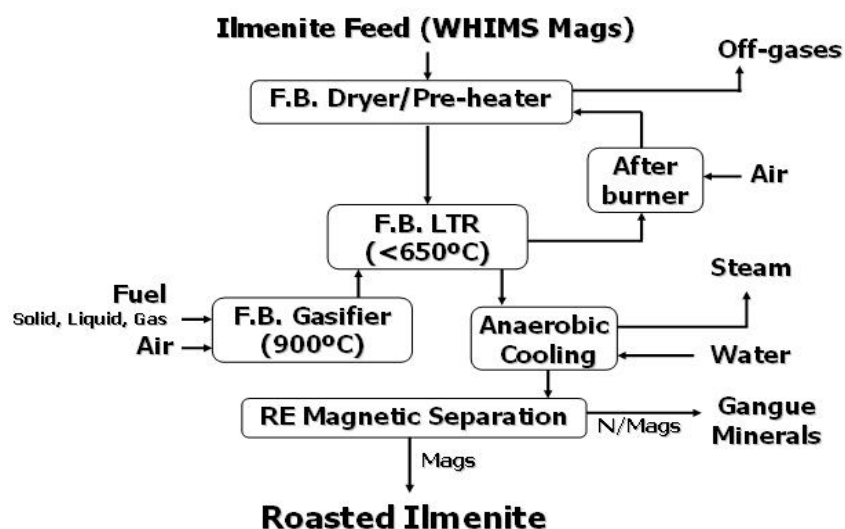 Ilmenite Feed (WHIMS Mags)
Off-gases
F.B. Dryer/Pre-heater
After
burner
Air
F.B. LTR
(<650ºC)
Steam
Fuel
Solid, Liquid, Gas
Air
F.B. Gasifier
(900ºC)
Anaerobic
Cooling
Water
RE Magnetic Separation
N/Mags
Gangue
Minerals
Mags
Roasted Ilmenite